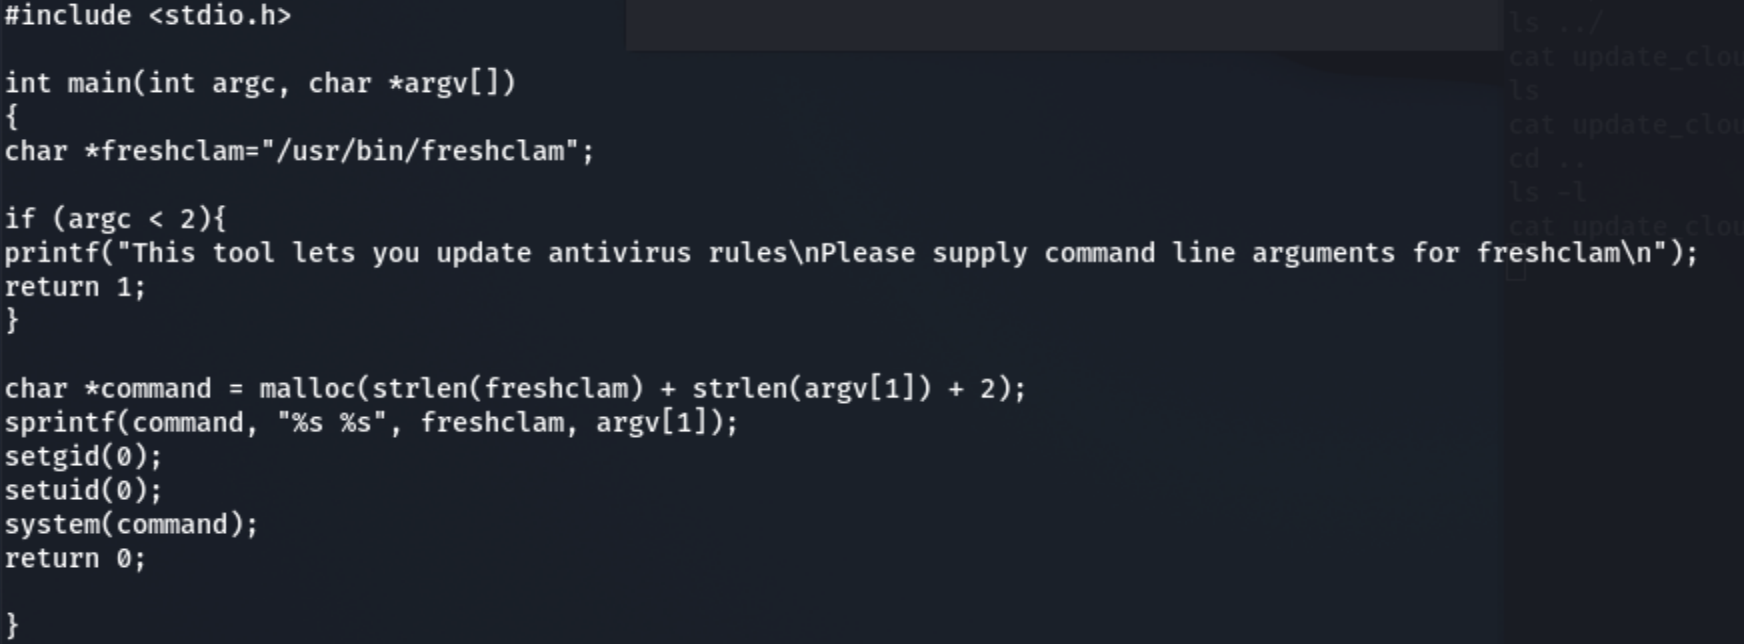 #include <stdio.h>
int main(int argc, char *argv[])
{
char *freshclam="/usr/bin/freshclam";
if (argc < 2){
printf("This tool lets you update antivirus rules\nPlease supply command line arguments for freshclam\n");
return 1;
}
char *command = malloc(strlen(freshclam) + strlen(argv[1]) + 2);
sprintf(command, "%s %s", freshclam, argv[1]);
setgid(0);
setuid(0);
system(command);
return 0;
}
ls ../
cat update_clou
ls
cat update_clou
cd ..
ls -l
cat update_clou